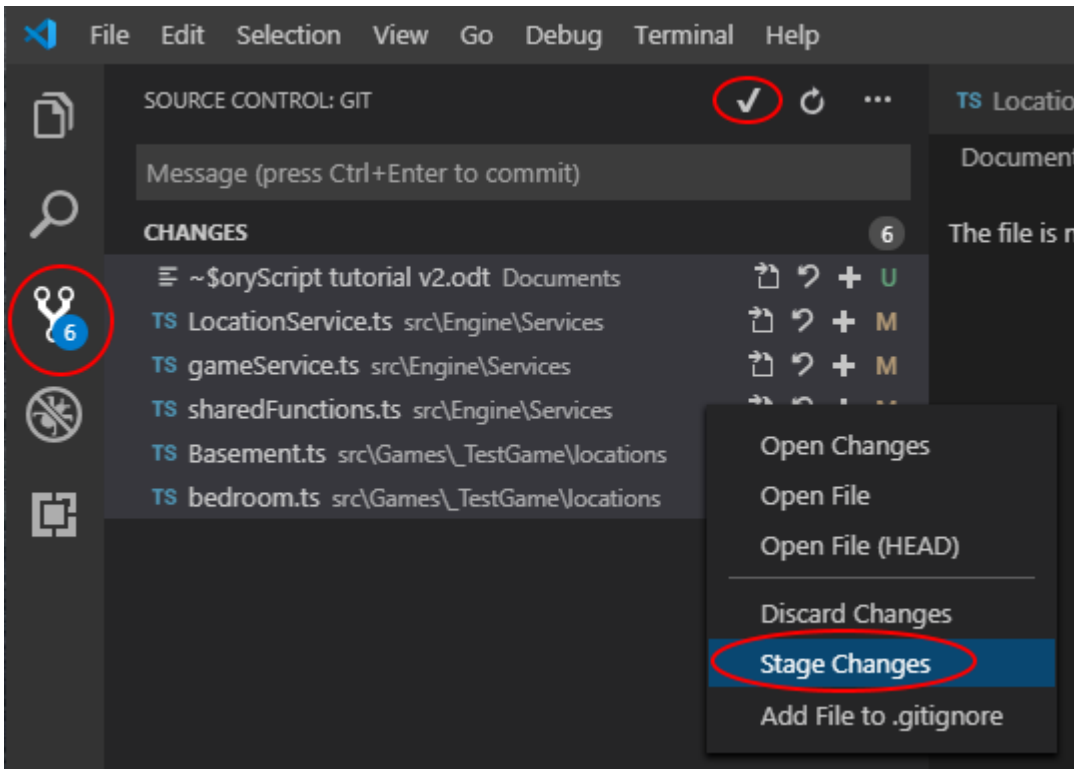 File Edit Selection View Go Debug Terminal Help
SOURCE CONTROL: GIT
TS Locatio
Message (press Ctrl+Enter to commit)
Document
CHANGES 6
The file is
~$oryScript tutorial v2.odt Documents U
TS LocationService.ts src\Engine\Services M
6
TS gameService.ts src\Engine\Services M
TS sharedFunctions.ts src\Engine\Services
TS Basement.ts src\Games\_TestGame\locations
TS bedroom.ts src\Games\_TestGame\locations
Open Changes
Open File
Open File (HEAD)
Discard Changes
Stage Changes
Add File to .gitignore